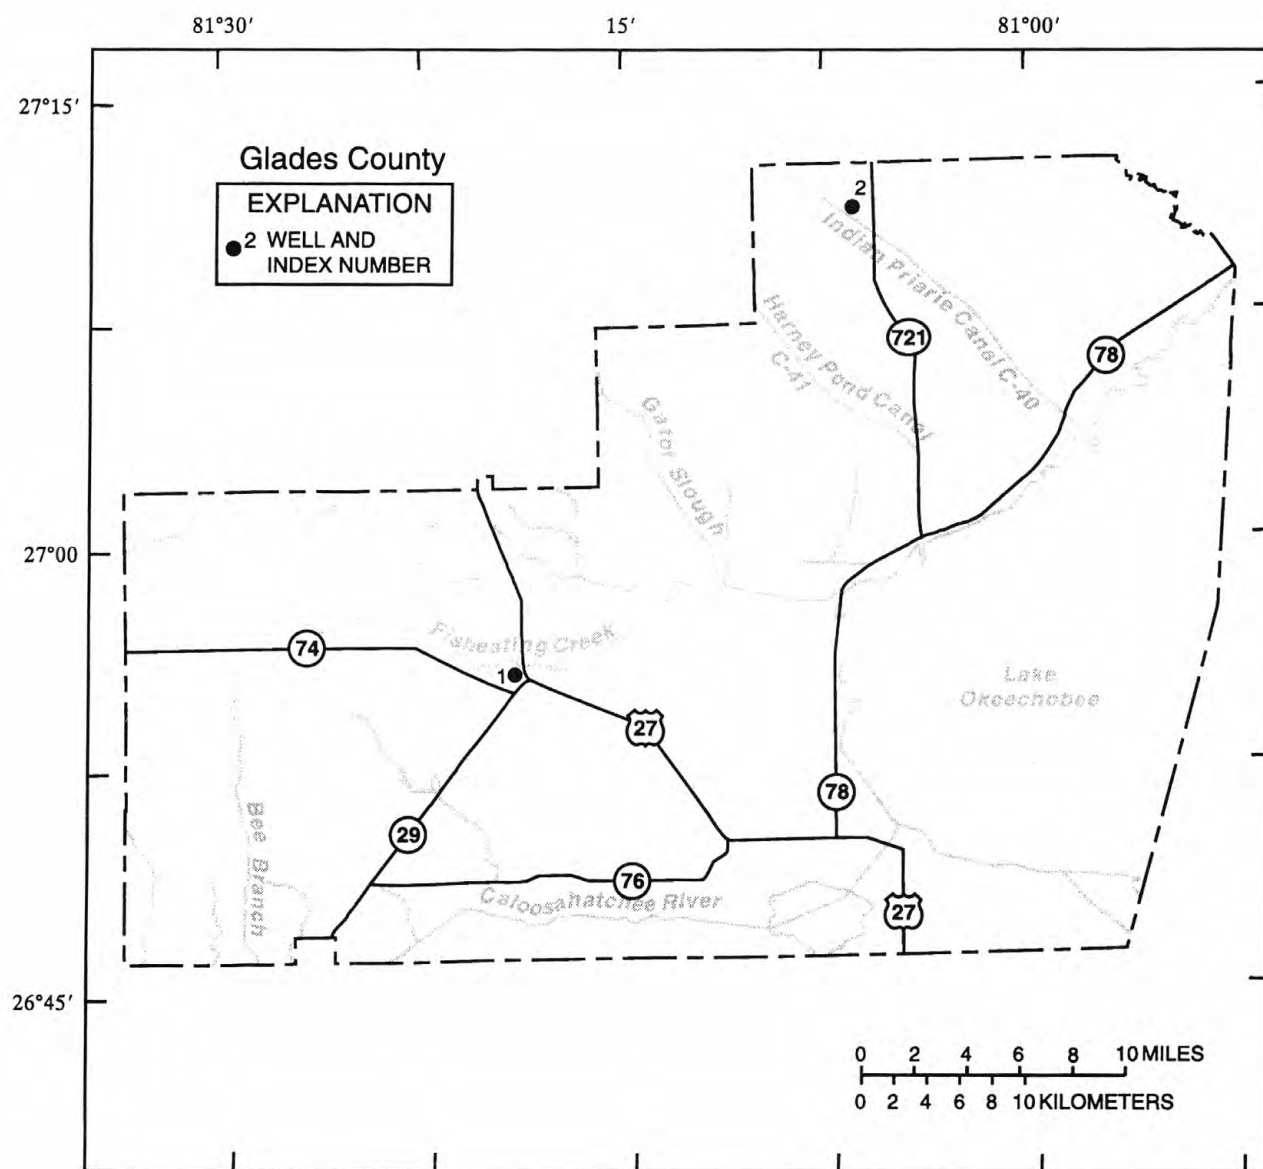 81°30′ 15′ 81°00′
27°15′
Glades County
EXPLANATION
2 WELL AND
INDEX NUMBER
2
Indian Priarie Canal C-40
Harney Pond Canal
C-41
721
78
Gator Slough
27°00
Fisheating Creek
74
1
Lake
Okeechobee
27
78
29
Bee Branch
76
Caloosahatchee River
27
26°45′
0 2 4 6 8 10 MILES
0 2 4 6 8 10 KILOMETERS